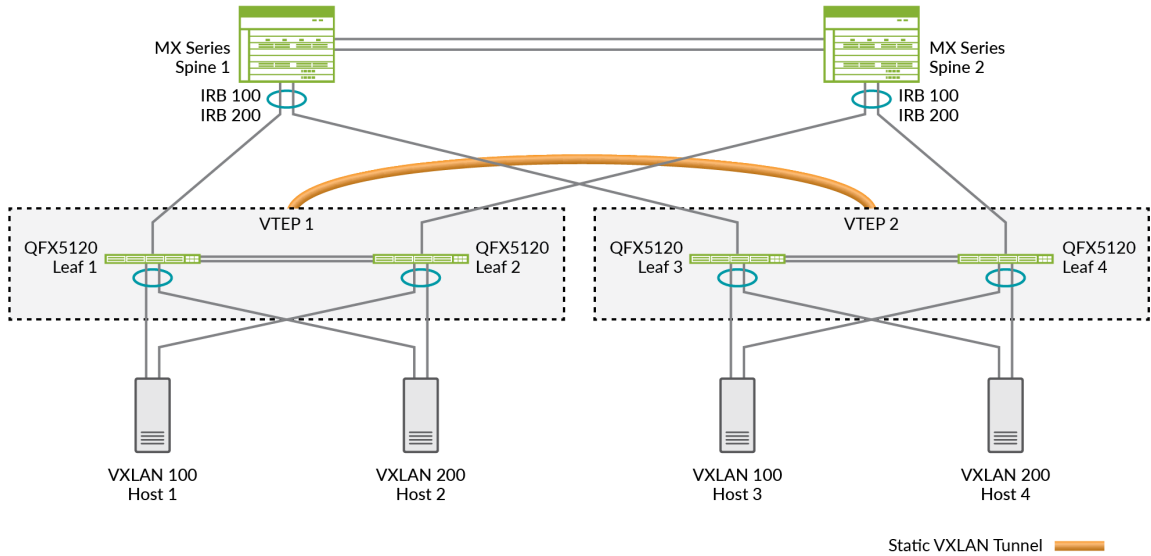 MX Series
Spine 1
MX Series
Spine 2
IRB 100
IRB 200
IRB 100
IRB 200
VTEP 1
VTEP 2
QFX5120
Leaf 1
QFX5120
Leaf 2
QFX5120
Leaf 3
QFX5120
Leaf 4
VXLAN 100
Host 1
VXLAN 200
Host 2
VXLAN 100
Host 3
VXLAN 200
Host 4
Static VXLAN Tunnel